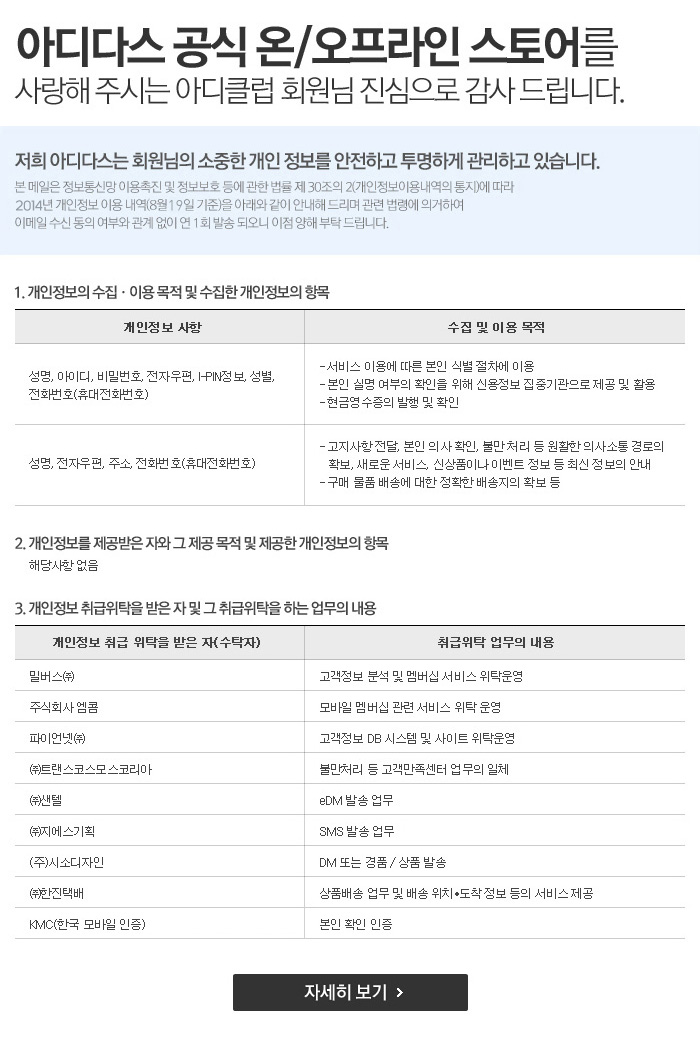 아디다스 공식 온/오프라인 스토어를
사랑해 주시는 아디클럽 회원님 진심으로 감사 드립니다.
저희 아디다스는 회원님의 소중한 개인 정보를 안전하고 투명하게 관리하고 있습니다.
본 메일은 정보통신망 이용촉진 및 정보보호 등에 관한 법률 제 30조의 2(개인정보이용내역의 통지)에 따라
2014년 개인정보 이용 내역(8월 19일 기준)을 아래와 같이 안내해 드리며 관련 법령에 의거하여
이메일 수신 동의 여부와 관계 없이 연 1회 발송 되오니 이점 양해 부탁 드립니다.
1. 개인정보의 수집 · 이용 목적 및 수집한 개인정보의 항목
개인정보 사항 수집 및 이용 목적
성명, 아이디, 비밀번호, 전자우편, I-PIN정보, 성별,
전화번호(휴대전화번호)
- 서비스 이용에 따른 본인 식별 절차에 이용
- 본인 실명 여부의 확인을 위해 신용정보 집중기관으로 제공 및 활용
- 현금영수증의 발행 및 확인
성명, 전자우편, 주소, 전화번호(휴대전화번호)
- 고지사항 전달, 본인 의사 확인, 불만 처리 등 원활한 의사소통 경로의
확보, 새로운 서비스, 신상품이나 이벤트 정보 등 최신 정보의 안내
- 구매 물품 배송에 대한 정확한 배송지의 확보 등
2. 개인정보를 제공받은 자와 그 제공 목적 및 제공한 개인정보의 항목
해당사항 없음
3. 개인정보 취급위탁을 받은 자 및 그 취급위탁을 하는 업무의 내용
개인정보 취급 위탁을 받은 자(수탁자) 취급위탁 업무의 내용
밀버스㈜ 고객정보 분석 및 멤버십 서비스 위탁운영
주식회사 엠콤 모바일 멤버십 관련 서비스 위탁 운영
파이언넷㈜ 고객정보 DB 시스템 및 사이트 위탁운영
㈜트랜스코스모스코리아 불만처리 등 고객만족센터 업무의 일체
㈜샌텔 eDM 발송 업무
㈜지에스기획 SMS 발송 업무
(주)시소디자인 DM 또는 경품 / 상품 발송
㈜한진택배 상품배송 업무 및 배송 위치•도착 정보 등의 서비스 제공
KMC(한국 모바일 인증) 본인 확인 인증
자세히 보기 >